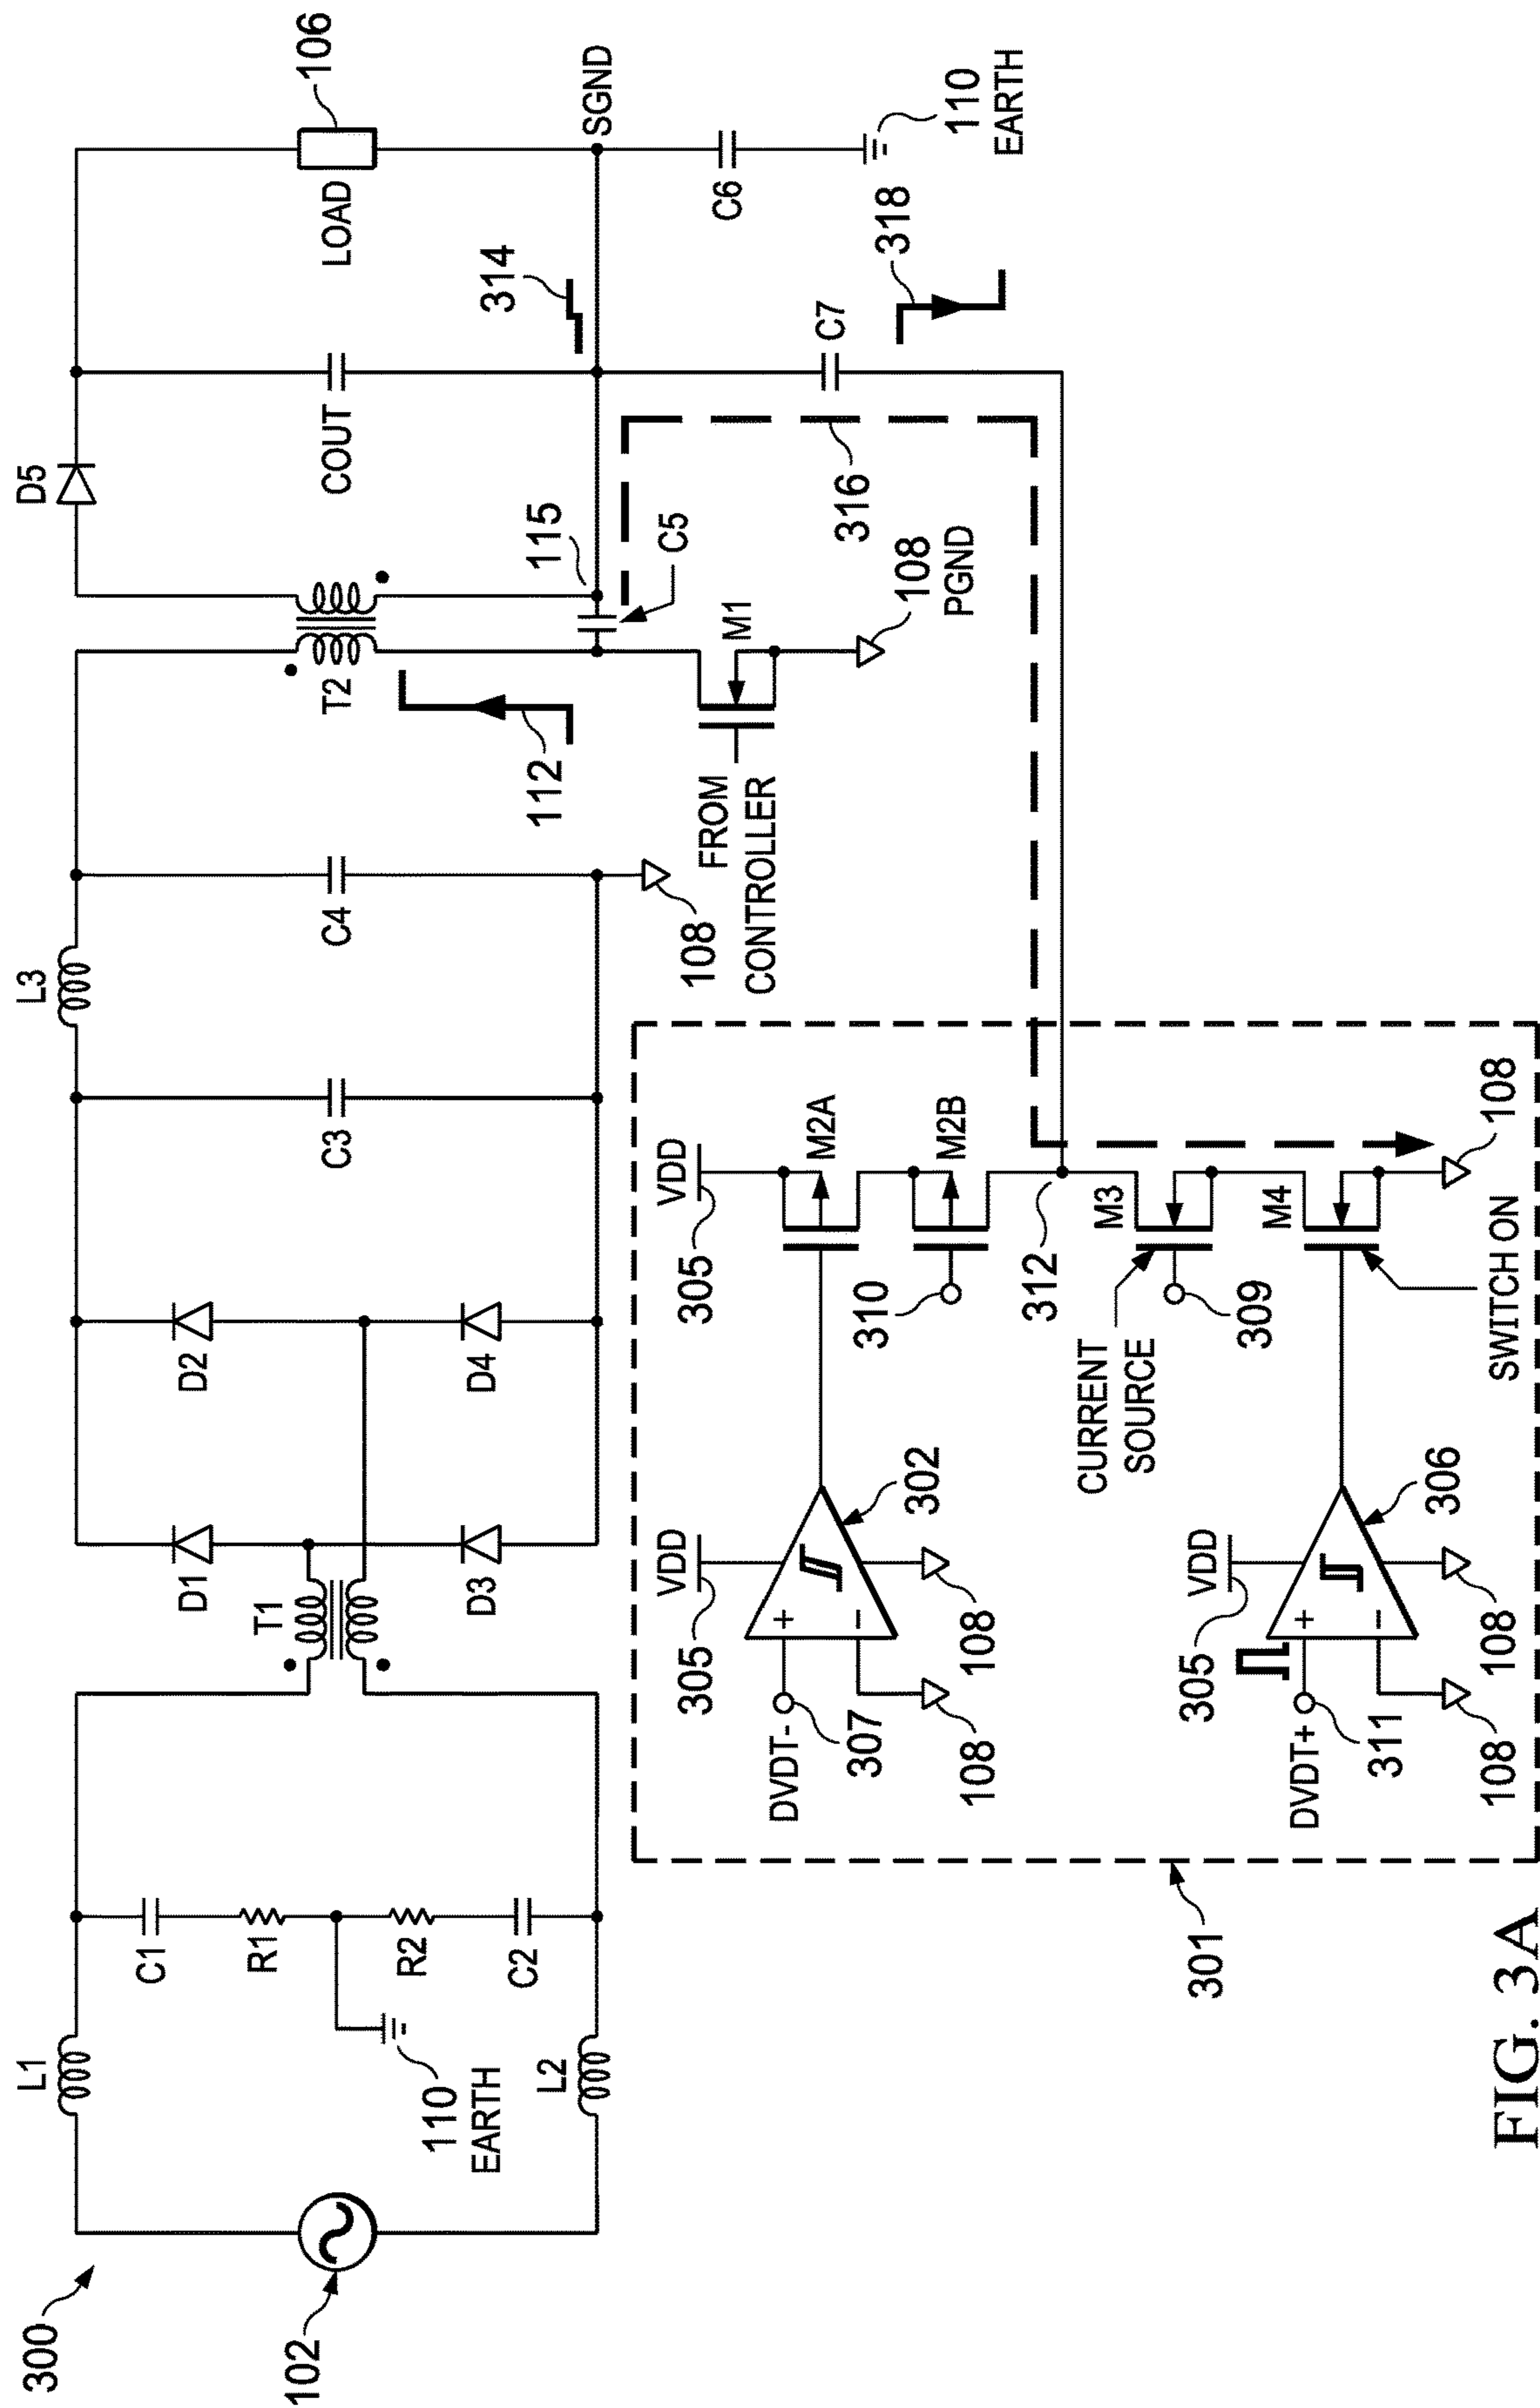 300
102
L1
C1
R1
R2
C2
L2
110
EARTH
T1
D1
D2
D3
D4
L3
C3
C4
108
112
T2
115
C5
M1
FROM
CONTROLLER
108
PGND
D5
COUT
314
LOAD
106
SGND
C6
110
EARTH
C7
318
316
301
VDD
305
+
-
DVDT-
307
108
108
302
VDD
305
M2A
M2B
310
312
M3
CURRENT
SOURCE
309
M4
108
SWITCH ON
VDD
305
+
-
DVDT+
311
108
108
306
FIG. 3A